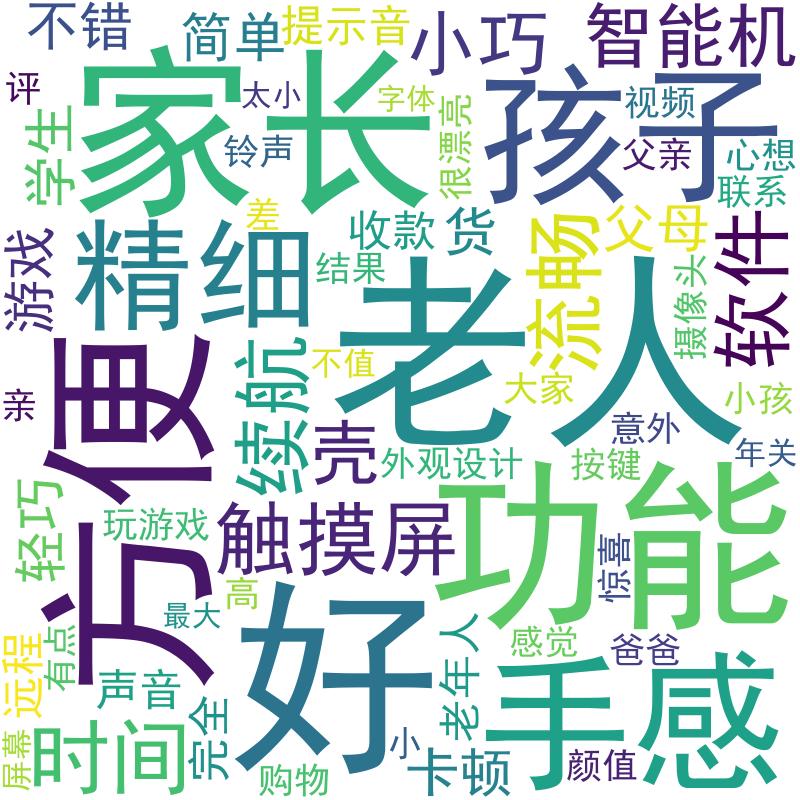 不错
简单
提示音
小巧
智能机
评
家长
太小
字体
孩子
视频
学生
铃声
很漂亮
父亲
心想
联系
差
收款
货
流畅
父母
软件
游戏
精细
结果
老人
摄像头
方便
续航
不值
大家
小孩
亲
壳
意外
年关
外观设计
按键
轻巧
玩游戏
触摸屏
功能
惊喜
高
最大
好
老年人
感觉
爸爸
远程
有点
声音
手感
完全
屏幕
时间
小
卡顿
颜值
购物